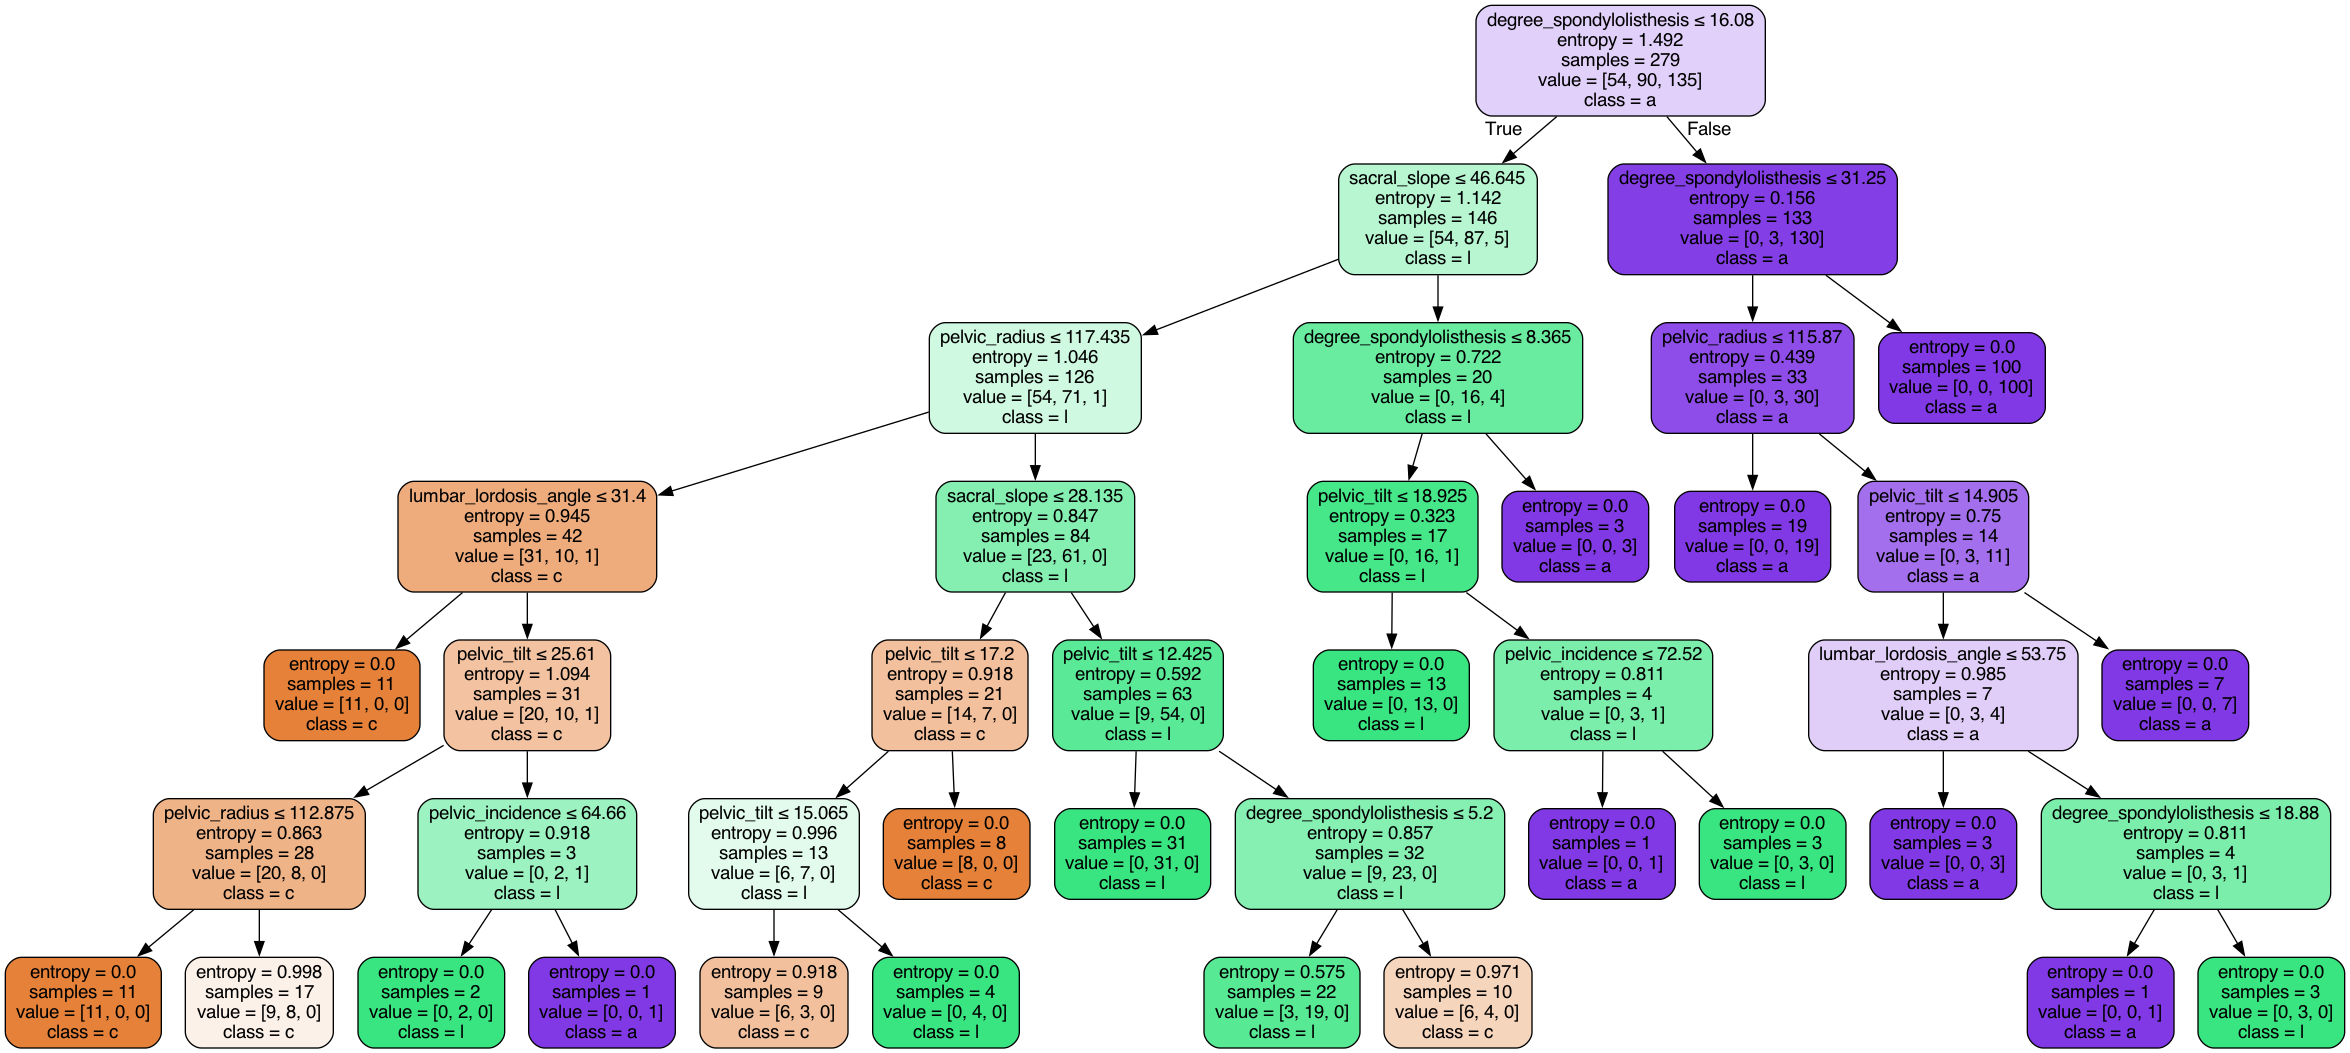 degree_spondylolisthesis ≤ 16.08
entropy = 1.492
samples = 279
value = [54, 90, 135]
class = a
True
False
sacral_slope ≤ 46.645
entropy = 1.142
samples = 146
value = [54, 87, 5]
class = l
degree_spondylolisthesis ≤ 31.25
entropy = 0.156
samples = 133
value = [0, 3, 130]
class = a
pelvic_radius ≤ 117.435
entropy = 1.046
samples = 126
value = [54, 71, 1]
class = l
degree_spondylolisthesis ≤ 8.365
entropy = 0.722
samples = 20
value = [0, 16, 4]
class = l
pelvic_radius ≤ 115.87
entropy = 0.439
samples = 33
value = [0, 3, 30]
class = a
entropy = 0.0
samples = 100
value = [0, 0, 100]
class = a
lumbar_lordosis_angle ≤ 31.4
entropy = 0.945
samples = 42
value = [31, 10, 1]
class = c
sacral_slope ≤ 28.135
entropy = 0.847
samples = 84
value = [23, 61, 0]
class = l
pelvic_tilt ≤ 18.925
entropy = 0.323
samples = 17
value = [0, 16, 1]
class = l
entropy = 0.0
samples = 3
value = [0, 0, 3]
class = a
entropy = 0.0
samples = 19
value = [0, 0, 19]
class = a
pelvic_tilt ≤ 14.905
entropy = 0.75
samples = 14
value = [0, 3, 11]
class = a
entropy = 0.0
samples = 11
value = [11, 0, 0]
class = c
pelvic_tilt ≤ 25.61
entropy = 1.094
samples = 31
value = [20, 10, 1]
class = c
pelvic_tilt ≤ 17.2
entropy = 0.918
samples = 21
value = [14, 7, 0]
class = c
pelvic_tilt ≤ 12.425
entropy = 0.592
samples = 63
value = [9, 54, 0]
class = l
entropy = 0.0
samples = 13
value = [0, 13, 0]
class = l
pelvic_incidence ≤ 72.52
entropy = 0.811
samples = 4
value = [0, 3, 1]
class = l
lumbar_lordosis_angle ≤ 53.75
entropy = 0.985
samples = 7
value = [0, 3, 4]
class = a
entropy = 0.0
samples = 7
value = [0, 0, 7]
class = a
pelvic_radius ≤ 112.875
entropy = 0.863
samples = 28
value = [20, 8, 0]
class = c
pelvic_incidence ≤ 64.66
entropy = 0.918
samples = 3
value = [0, 2, 1]
class = l
pelvic_tilt ≤ 15.065
entropy = 0.996
samples = 13
value = [6, 7, 0]
class = l
entropy = 0.0
samples = 8
value = [8, 0, 0]
class = c
entropy = 0.0
samples = 31
value = [0, 31, 0]
class = l
degree_spondylolisthesis ≤ 5.2
entropy = 0.857
samples = 32
value = [9, 23, 0]
class = l
entropy = 0.0
samples = 1
value = [0, 0, 1]
class = a
entropy = 0.0
samples = 3
value = [0, 3, 0]
class = l
entropy = 0.0
samples = 3
value = [0, 0, 3]
class = a
degree_spondylolisthesis ≤ 18.88
entropy = 0.811
samples = 4
value = [0, 3, 1]
class = l
entropy = 0.0
samples = 11
value = [11, 0, 0]
class = c
entropy = 0.998
samples = 17
value = [9, 8, 0]
class = c
entropy = 0.0
samples = 2
value = [0, 2, 0]
class = l
entropy = 0.0
samples = 1
value = [0, 0, 1]
class = a
entropy = 0.918
samples = 9
value = [6, 3, 0]
class = c
entropy = 0.0
samples = 4
value = [0, 4, 0]
class = l
entropy = 0.575
samples = 22
value = [3, 19, 0]
class = l
entropy = 0.971
samples = 10
value = [6, 4, 0]
class = c
entropy = 0.0
samples = 1
value = [0, 0, 1]
class = a
entropy = 0.0
samples = 3
value = [0, 3, 0]
class = l